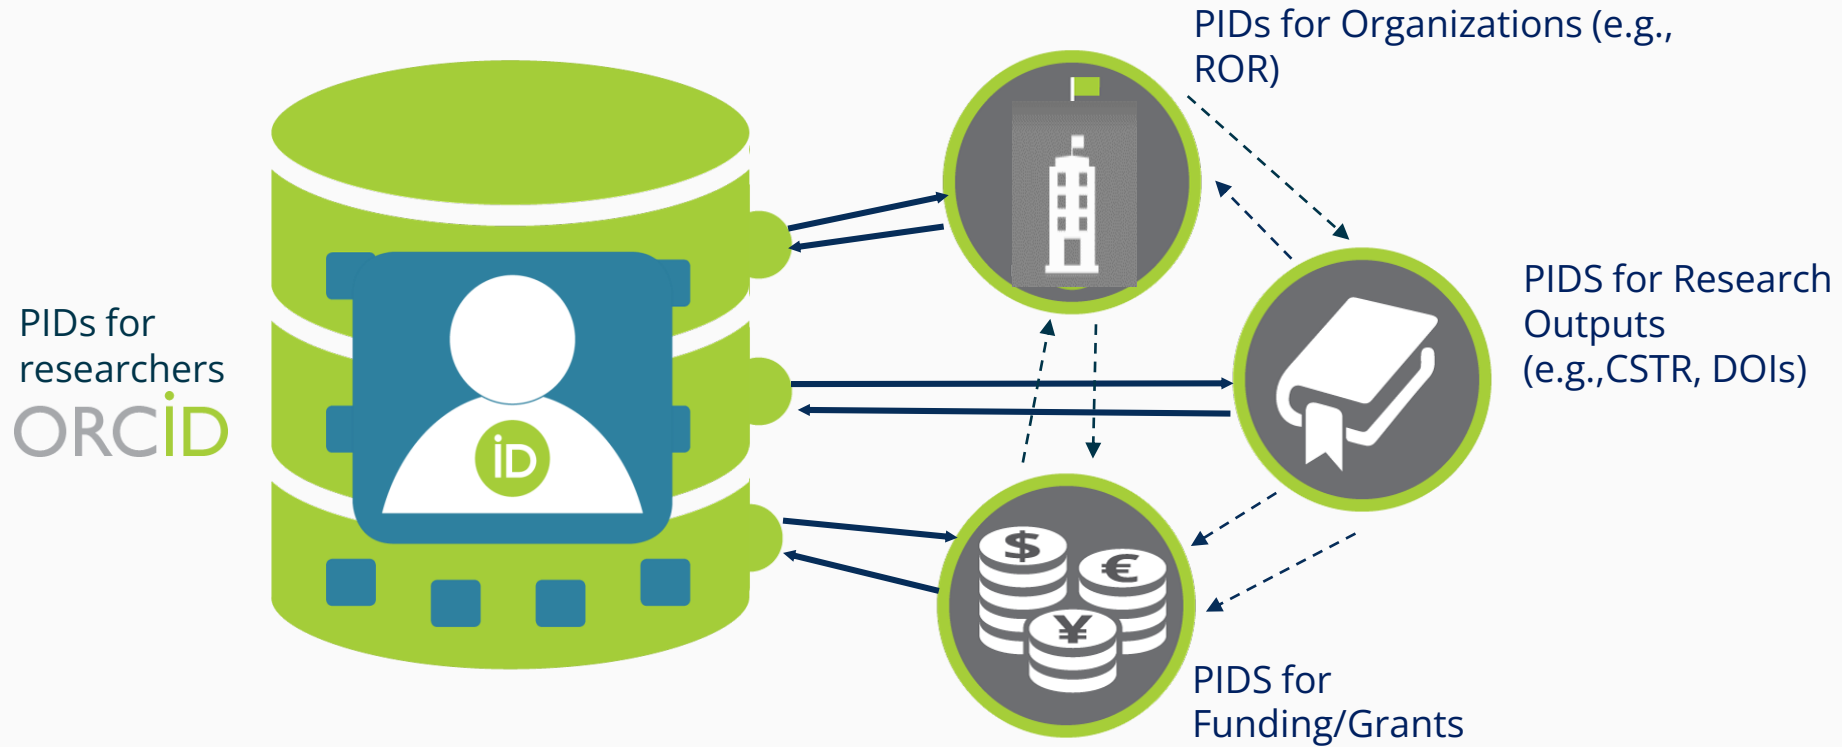 PIDs for Organizations (e.g.,
ROR)
PIDs for
researchers
ORCiD
iD
PIDS for Research
Outputs
(e.g.,CSTR, DOIs)
$
€
¥
PIDS for
Funding/Grants